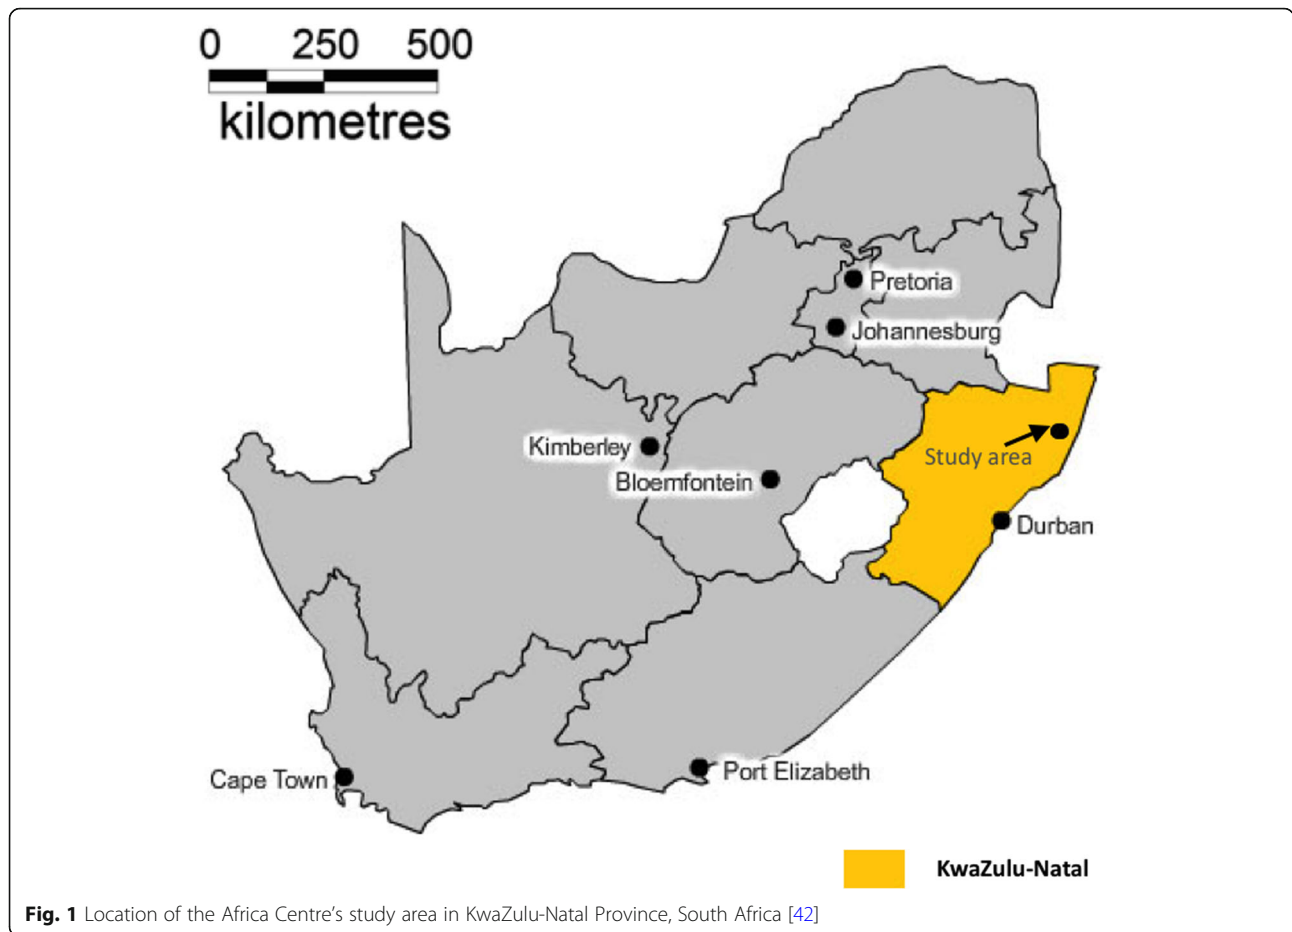 0 250 500
kilometres
Pretoria
Johannesburg
Kimberley
Study area
Bloemfontein
Durban
Cape Town
Port Elizabeth
KwaZulu-Natal
Fig. 1 Location of the Africa Centre's study area in KwaZulu-Natal Province, South Africa [42]